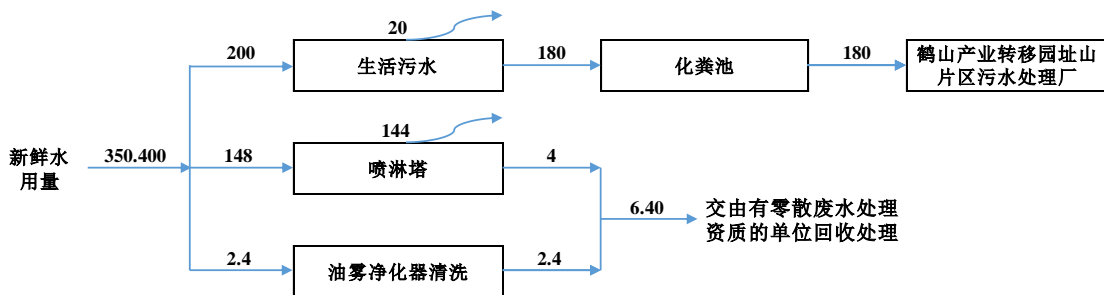 20
200
生活污水
180
化粪池
180
鹤山产业转移园址山
片区污水处理厂
144
新鲜水
用量
350.400
148
喷淋塔
4
6.40
交由有零散废水处理
资质的单位回收处理
2.4
油雾净化器清洗
2.4